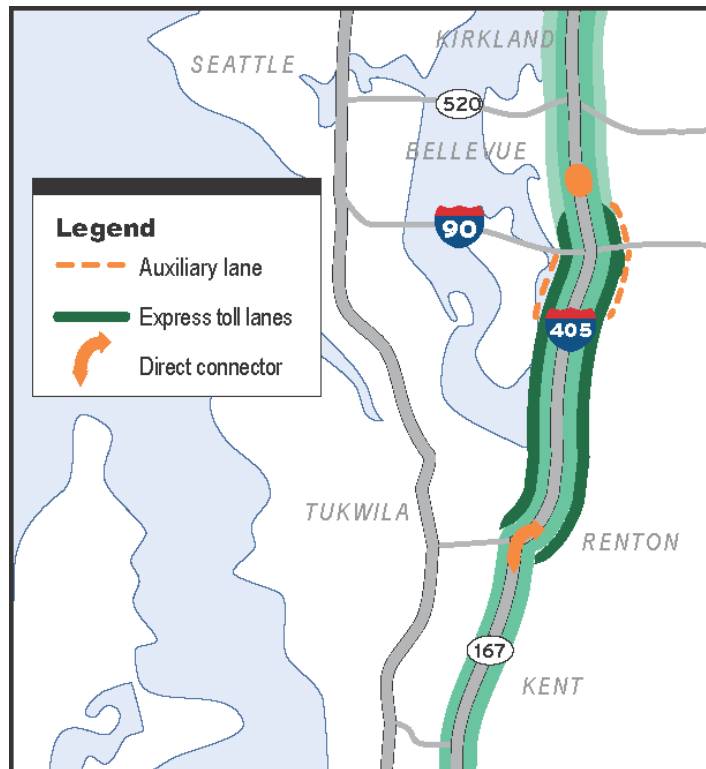 KIRKLAND
SEATTLE
520
BELLEVUE
90
Legend
Auxiliary lane
Express toll lanes
405
Direct connector
TUKWILA
RENTON
167
KENT